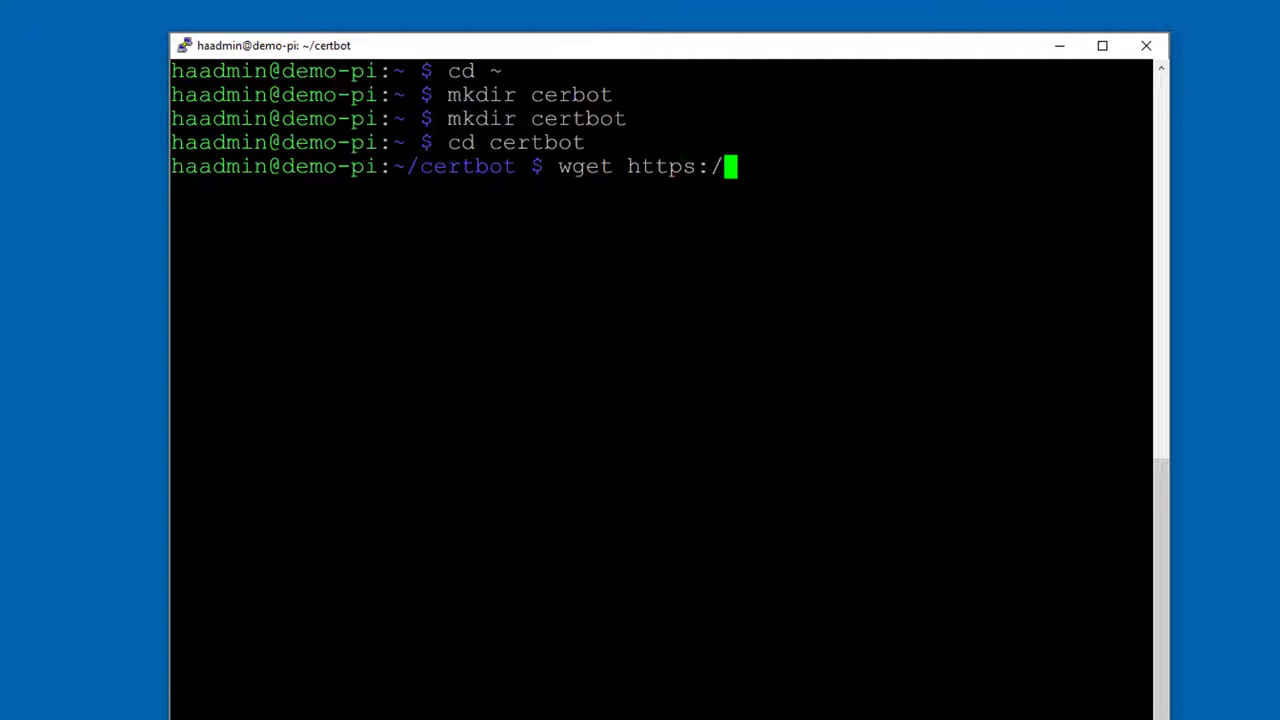 haadmin@demo-pi: ~/certbot
haadmin@demo-pi:~ $ cd ~
haadmin@demo-pi:~ $ mkdir cerbot
haadmin@demo-pi:~ $ mkdir certbot
haadmin@demo-pi:~ $ cd certbot
haadmin@demo-pi:~/certbot $ wget https:/